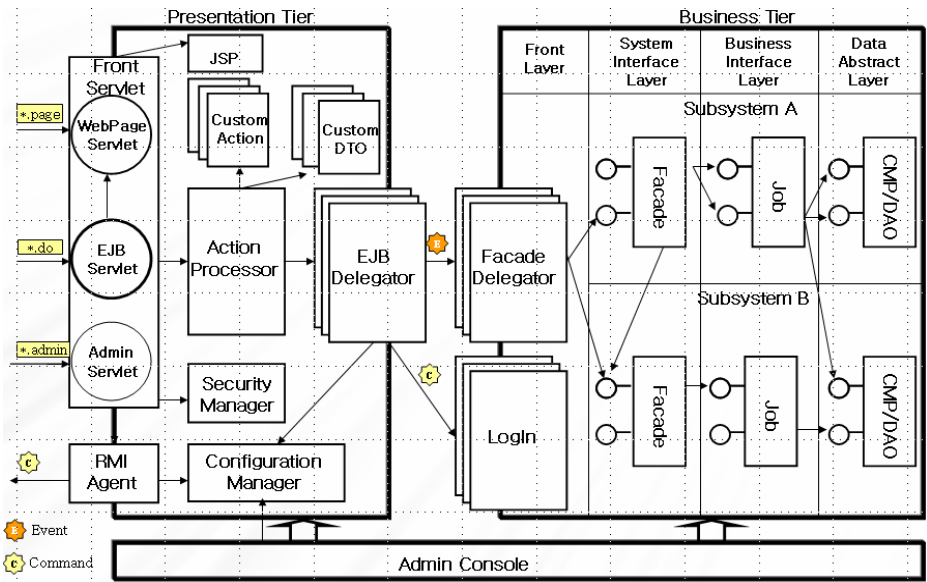 Presentation Tier
Business Tier
Front
Servlet
JSP
*.page
WebPage
Servlet
Custom
Action
Custom
DTO
*.do
EJB
Servlet
Action
Processor
EJB
Delegator
E
Facade
Delegator
*.admin
Admin
Servlet
Security
Manager
C
LogIn
C
RMI
Agent
Configuration
Manager
Front
Layer
System
Interface
Layer
Business
Interface
Layer
Data
Abstract
Layer
Subsystem A
Facade
Job
CMP/DAO
Subsystem B
Facade
Job
CMP/DAO
E Event
C Command
Admin Console